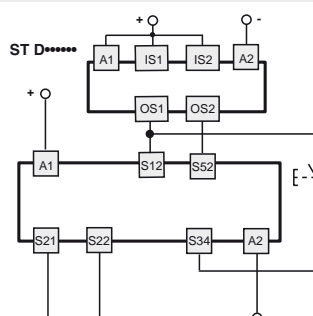 + -
ST D••••••
A1 IS1 IS2 A2
+
OS1 OS2
A1 S12 S52
S21 S22 S34 A2